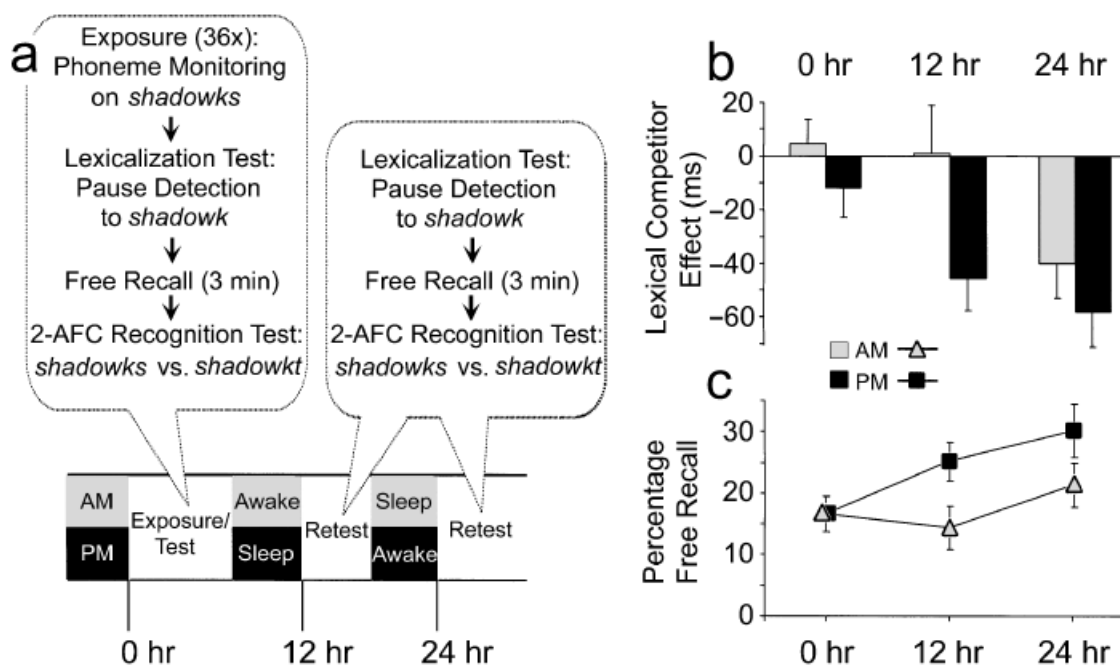 a
Exposure (36x):
Phoneme Monitoring
on shadowks
Lexicalization Test:
Pause Detection
to shadowk
Free Recall (3 min)
2-AFC Recognition Test:
shadowks vs. shadowkt
Lexicalization Test:
Pause Detection
to shadowk
Free Recall (3 min)
2-AFC Recognition Test:
shadowks vs. shadowkt
AM
PM
Exposure/
Test
Awake
Sleep
Retest
Sleep
Awake
Retest
0 hr
12 hr
24 hr
b
0 hr
12 hr
24 hr
Lexical Competitor
Effect (ms)
20
0
−20
−40
−60
AM
PM
c
Percentage
Free Recall
30
20
10
0
0 hr
12 hr
24 hr